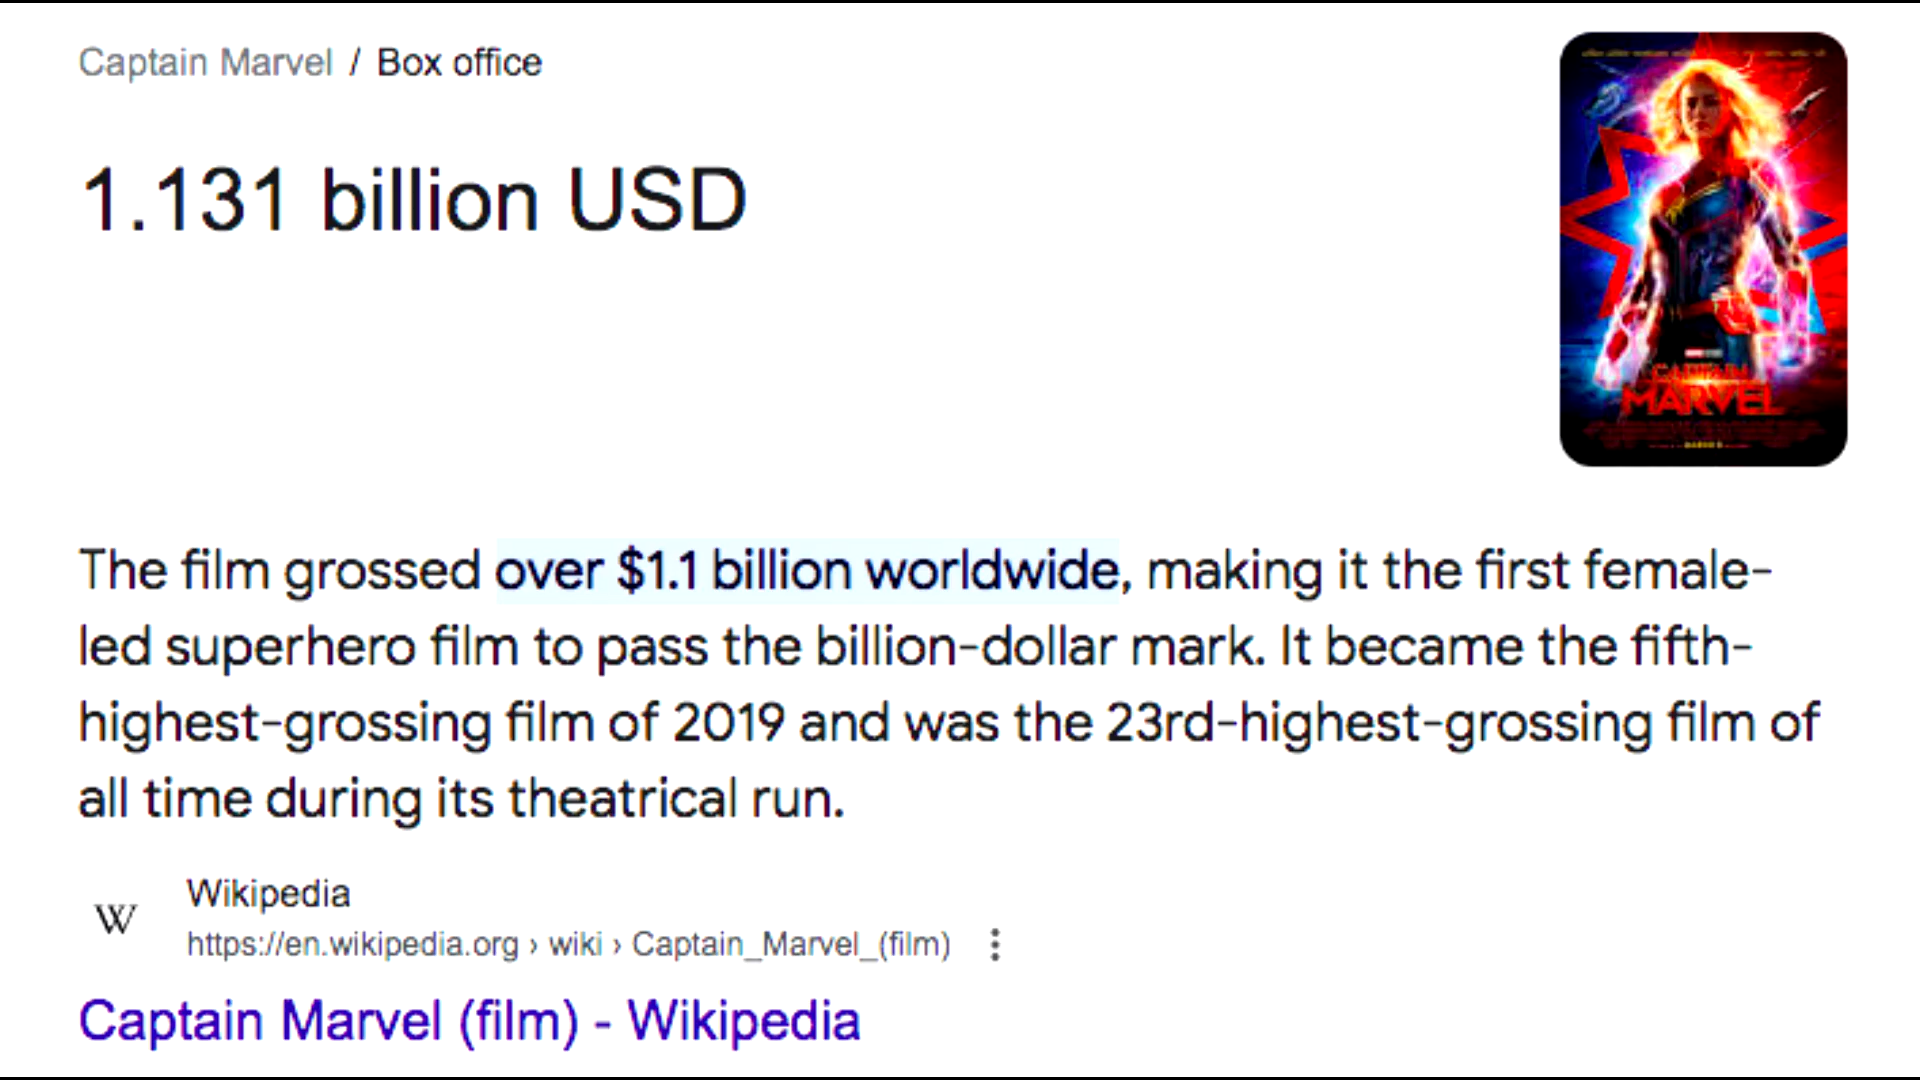 Captain Marvel / Box office
1.131 billion USD
CAPTAIN
MARVEL
The film grossed over $1.1 billion worldwide, making it the first female-
led superhero film to pass the billion-dollar mark. It became the fifth-
highest-grossing film of 2019 and was the 23rd-highest-grossing film of
all time during its theatrical run.
W
Wikipedia
https://en.wikipedia.org › wiki › Captain_Marvel_(film)
Captain Marvel (film) - Wikipedia